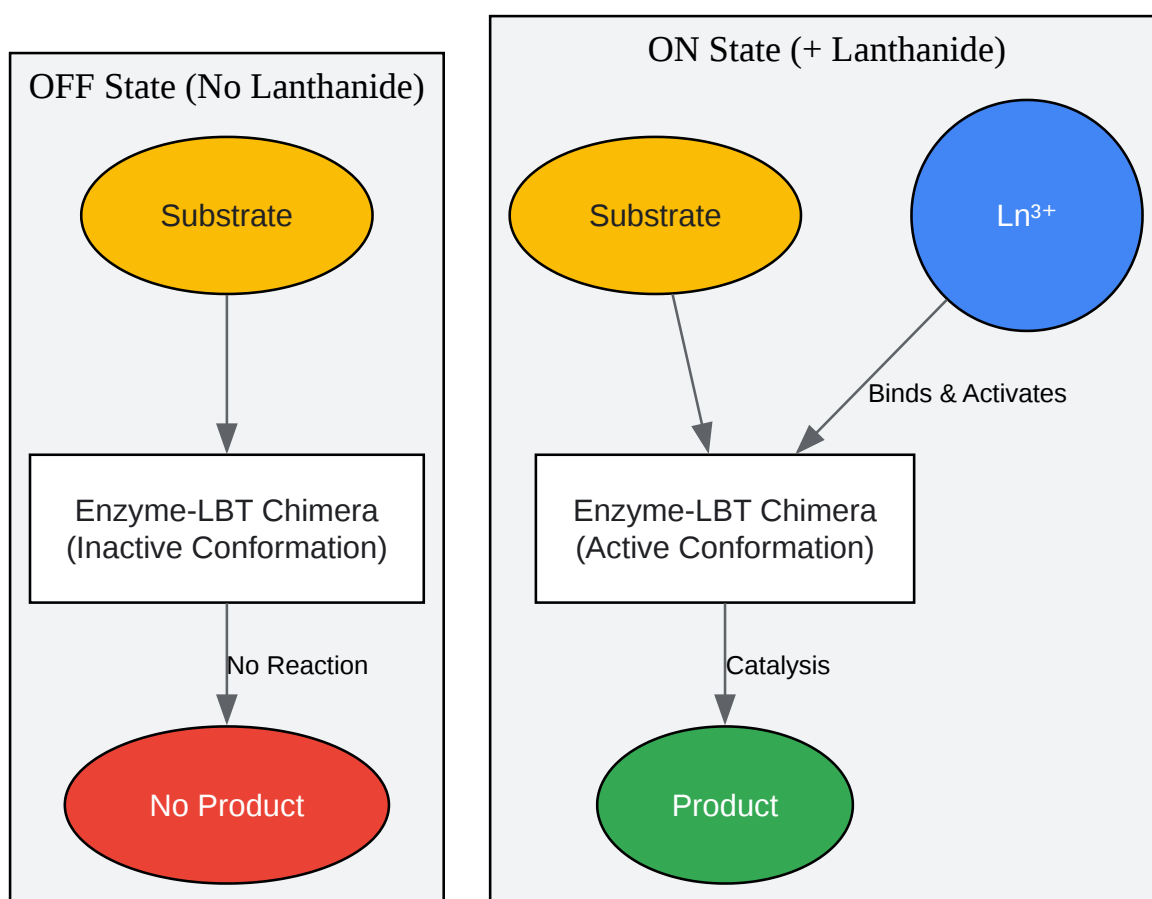 OFF State (No Lanthanide)
Substrate
Enzyme-LBT Chimera
(Inactive Conformation)
No Reaction
No Product
ON State (+ Lanthanide)
Substrate
Ln³⁺
Binds & Activates
Enzyme-LBT Chimera
(Active Conformation)
Catalysis
Product